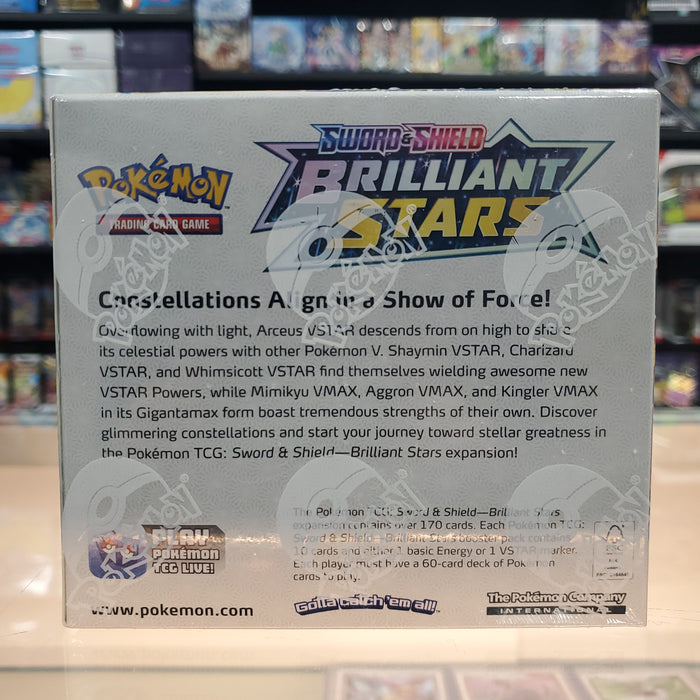 SWORD & SHIELD
POKéMON
TRADING CARD GAME
BRILLIANT
STARS
Constellations Align in a Show of Force!
Overflowing with light, Arceus VSTAR descends from on high to share
its celestial powers with other Pokémon V. Shaymin VSTAR, Charizard
VSTAR, and Whimsicott VSTAR find themselves wielding awesome new
VSTAR Powers, while Mimikyu VMAX, Aggron VMAX, and Kingler VMAX
in its Gigantamax form boast tremendous strengths of their own. Discover
glimmering constellations and start your journey toward stellar greatness in
the Pokémon TCG: Sword & Shield—Brilliant Stars expansion!
The Pokémon TCG: Sword & Shield—Brilliant Stars
expansion contains over 170 cards. Each Pokémon TCG:
Sword & Shield—Brilliant Stars booster pack contains
10 cards and either 1 basic Energy or 1 VSTAR marker.
Each player must have a 60-card deck of Pokémon
cards to play.
PLAY
POKÉMON
TCG LIVE!
FSC
www.pokemon.com
Gotta catch 'em all!
The Pokémon Company
INTERNATIONAL
Pokémon
Pokémon
Pokémon
Pokémon
Pokémon
Pokémon